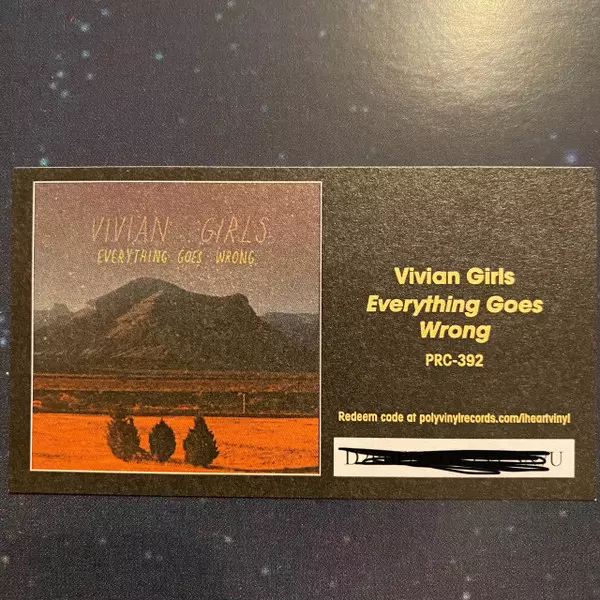 VIVIAN GIRLS
EVERYTHING GOES WRONG
Vivian Girls
Everything Goes
Wrong
PRC-392
Redeem code at polyvinylrecords.com/iheartvinyl